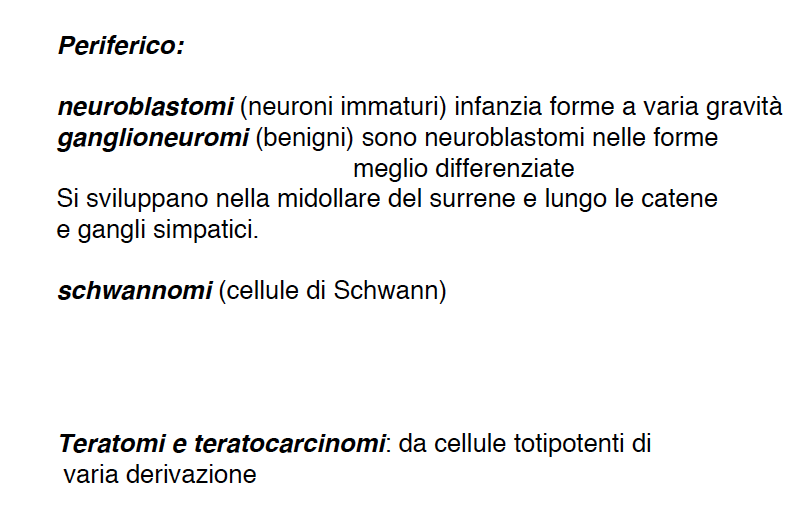 Periferico:
neuroblastomi (neuroni immaturi) infanzia forme a varia gravità
ganglioneuromi (benigni) sono neuroblastomi nelle forme
meglio differenziate
Si sviluppano nella midollare del surrene e lungo le catene
e gangli simpatici.
schwannomi (cellule di Schwann)
Teratomi e teratocarcinomi: da cellule totipotenti di
varia derivazione